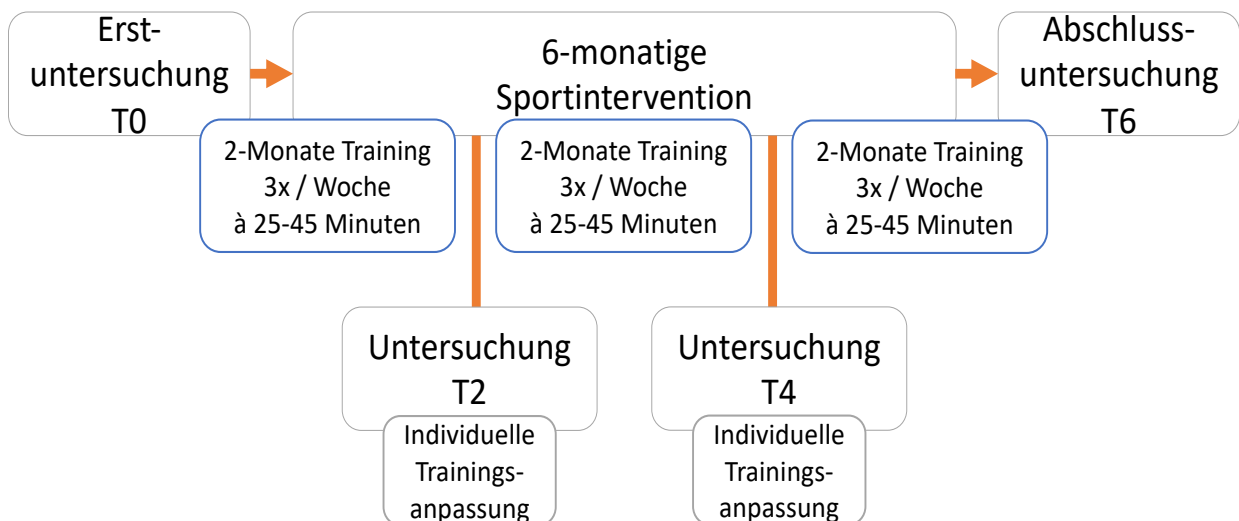 Erst-
untersuchung
T0
6-monatige
Sportintervention
Abschluss-
untersuchung
T6
2-Monate Training
3x / Woche
à 25-45 Minuten
2-Monate Training
3x / Woche
à 25-45 Minuten
2-Monate Training
3x / Woche
à 25-45 Minuten
Untersuchung
T2
Individuelle
Trainings-
anpassung
Untersuchung
T4
Individuelle
Trainings-
anpassung